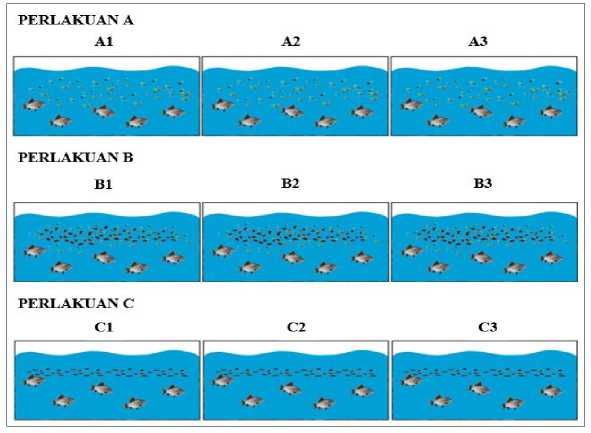 PERLAKUAN A
A1 A2 A3
PERLAKUAN B
B1 B2 B3
PERLAKUAN C
C1 C2 C3